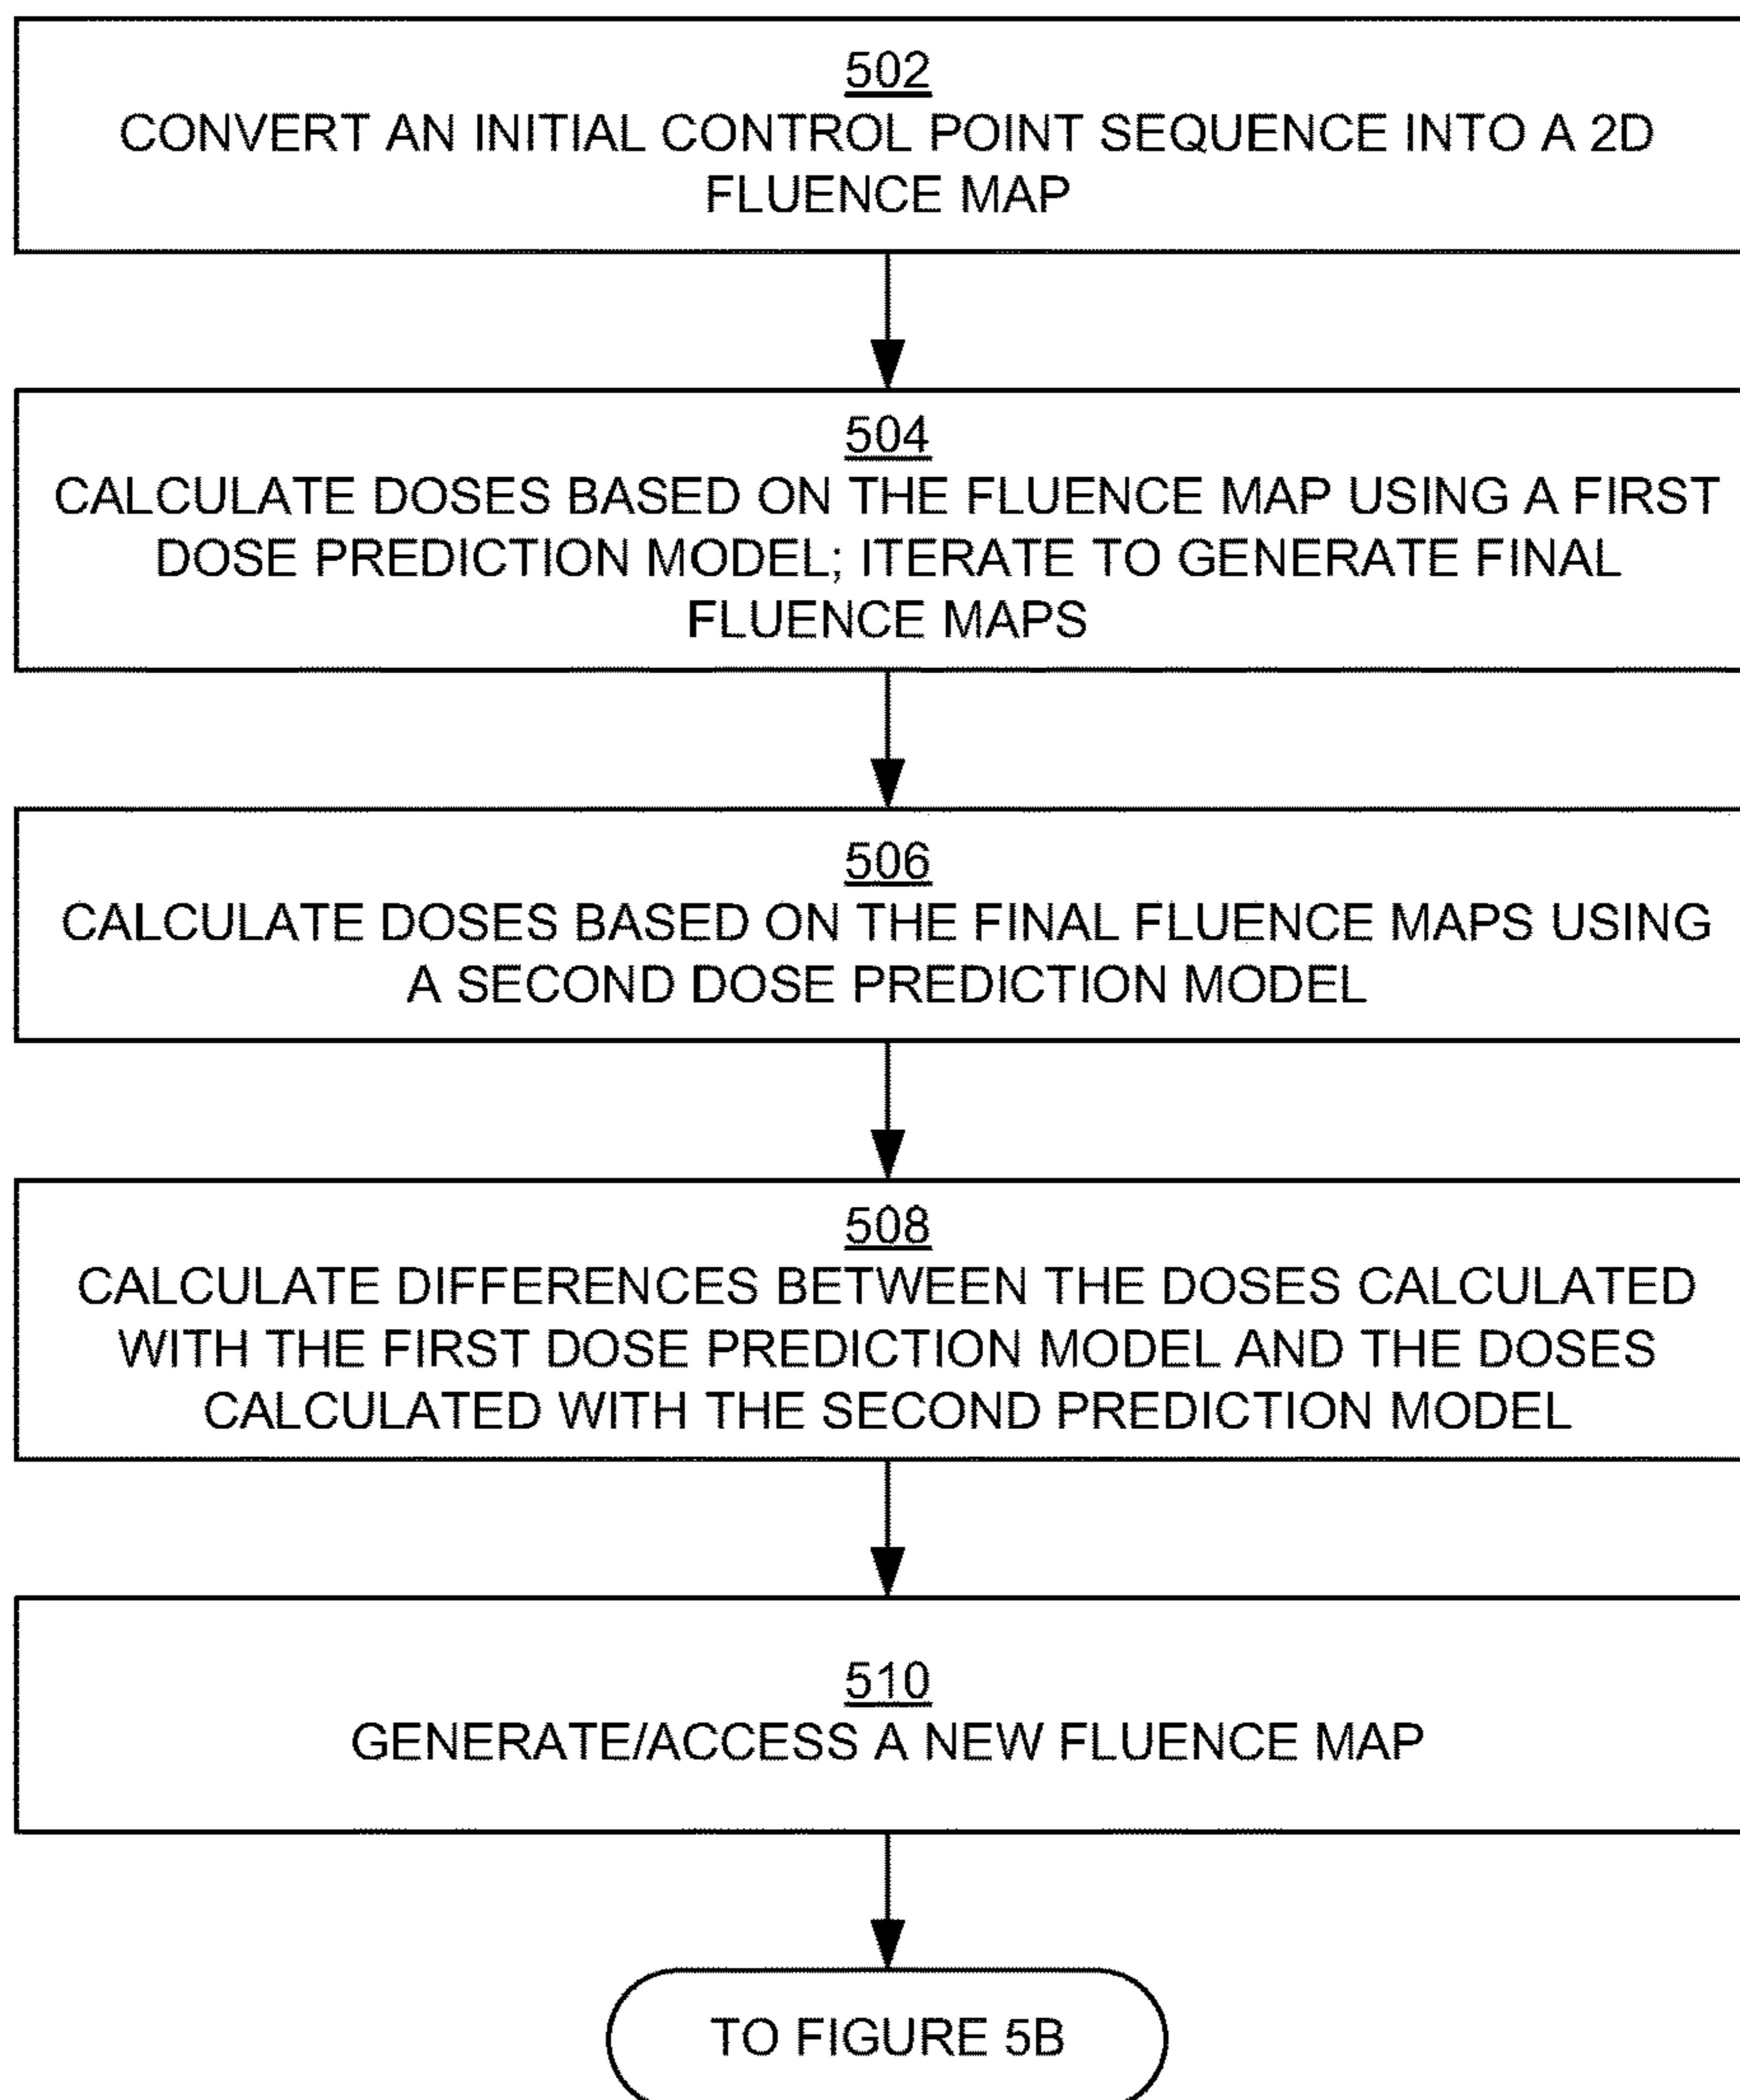 502
CONVERT AN INITIAL CONTROL POINT SEQUENCE INTO A 2D
FLUENCE MAP
504
CALCULATE DOSES BASED ON THE FLUENCE MAP USING A FIRST
DOSE PREDICTION MODEL; ITERATE TO GENERATE FINAL
FLUENCE MAPS
506
CALCULATE DOSES BASED ON THE FINAL FLUENCE MAPS USING
A SECOND DOSE PREDICTION MODEL
508
CALCULATE DIFFERENCES BETWEEN THE DOSES CALCULATED
WITH THE FIRST DOSE PREDICTION MODEL AND THE DOSES
CALCULATED WITH THE SECOND PREDICTION MODEL
510
GENERATE/ACCESS A NEW FLUENCE MAP
TO FIGURE 5B